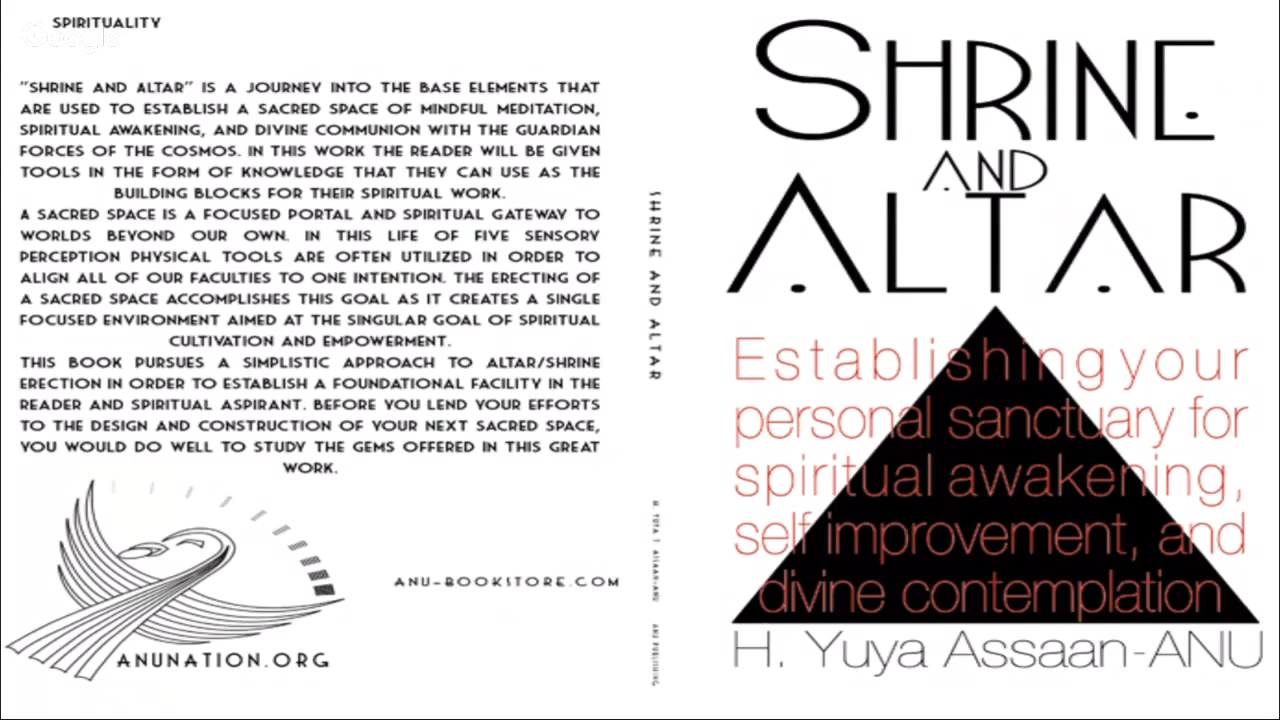 SPIRITUALITY
Google
"SHRINE AND ALTAR" IS A JOURNEY INTO THE BASE ELEMENTS THAT
ARE USED TO ESTABLISH A SACRED SPACE OF MINDFUL MEDITATION,
SPIRITUAL AWAKENING, AND DIVINE COMMUNION WITH THE GUARDIAN
FORCES OF THE COSMOS. IN THIS WORK THE READER WILL BE GIVEN
TOOLS IN THE FORM OF KNOWLEDGE THAT THEY CAN USE AS THE
BUILDING BLOCKS FOR THEIR SPIRITUAL WORK.
A SACRED SPACE IS A FOCUSED PORTAL AND SPIRITUAL GATEWAY TO
WORLDS BEYOND OUR OWN. IN THIS LIFE OF FIVE SENSORY
PERCEPTION PHYSICAL TOOLS ARE OFTEN UTILIZED IN ORDER TO
ALIGN ALL OF OUR FACULTIES TO ONE INTENTION. THE ERECTING OF
A SACRED SPACE ACCOMPLISHES THIS GOAL AS IT CREATES A SINGLE
FOCUSED ENVIRONMENT AIMED AT THE SINGULAR GOAL OF SPIRITUAL
CULTIVATION AND EMPOWERMENT.
THIS BOOK PURSUES A SIMPLISTIC APPROACH TO ALTAR/SHRINE
ERECTION IN ORDER TO ESTABLISH A FOUNDATIONAL FACILITY IN THE
READER AND SPIRITUAL ASPIRANT. BEFORE YOU LEND YOUR EFFORTS
TO THE DESIGN AND CONSTRUCTION OF YOUR NEXT SACRED SPACE,
YOU WOULD DO WELL TO STUDY THE GEMS OFFERED IN THIS GREAT
WORK.
ANU-BOOKSTORE.COM
ANUNATION.ORG
SHRINE AND ALTAR
H. YUYA T. ASSAAN-ANU ANU PUBLISHING
SHRINE
AND
ALTAR
Establishing your
personal sanctuary for
spiritual awakening,
self improvement, and
divine contemplation
H. Yuya Assaan-ANU